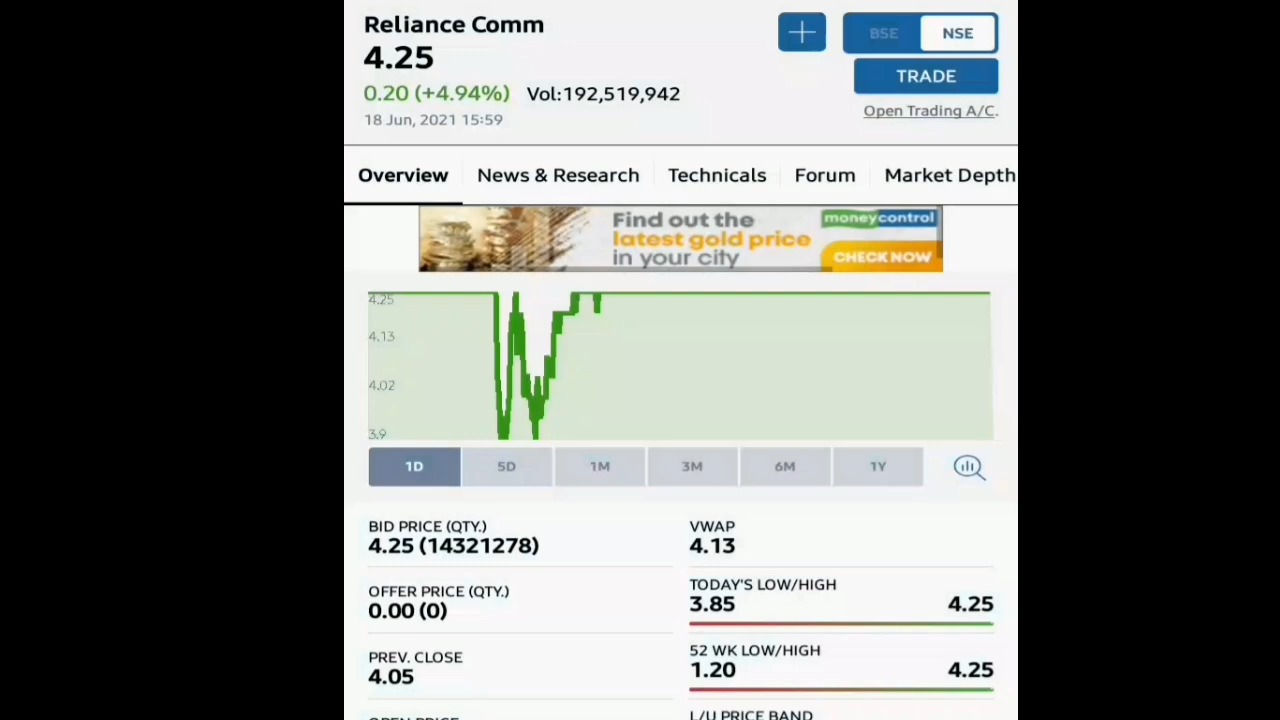 Reliance Comm
4.25
0.20 (+4.94%) Vol:192,519,942
18 Jun, 2021 15:59
BSE NSE
TRADE
Open Trading A/C.
Overview News & Research Technicals Forum Market Depth
Find out the
latest gold price
in your city
moneycontrol
CHECK NOW
4.25
4.13
4.02
3.9
1D 5D 1M 3M 6M 1Y
BID PRICE (QTY.)
4.25 (14321278)
VWAP
4.13
OFFER PRICE (QTY.)
0.00 (0)
TODAY'S LOW/HIGH
3.85 4.25
PREV. CLOSE
4.05
52 WK LOW/HIGH
1.20 4.25
OPEN PRICE
L/U PRICE BAND